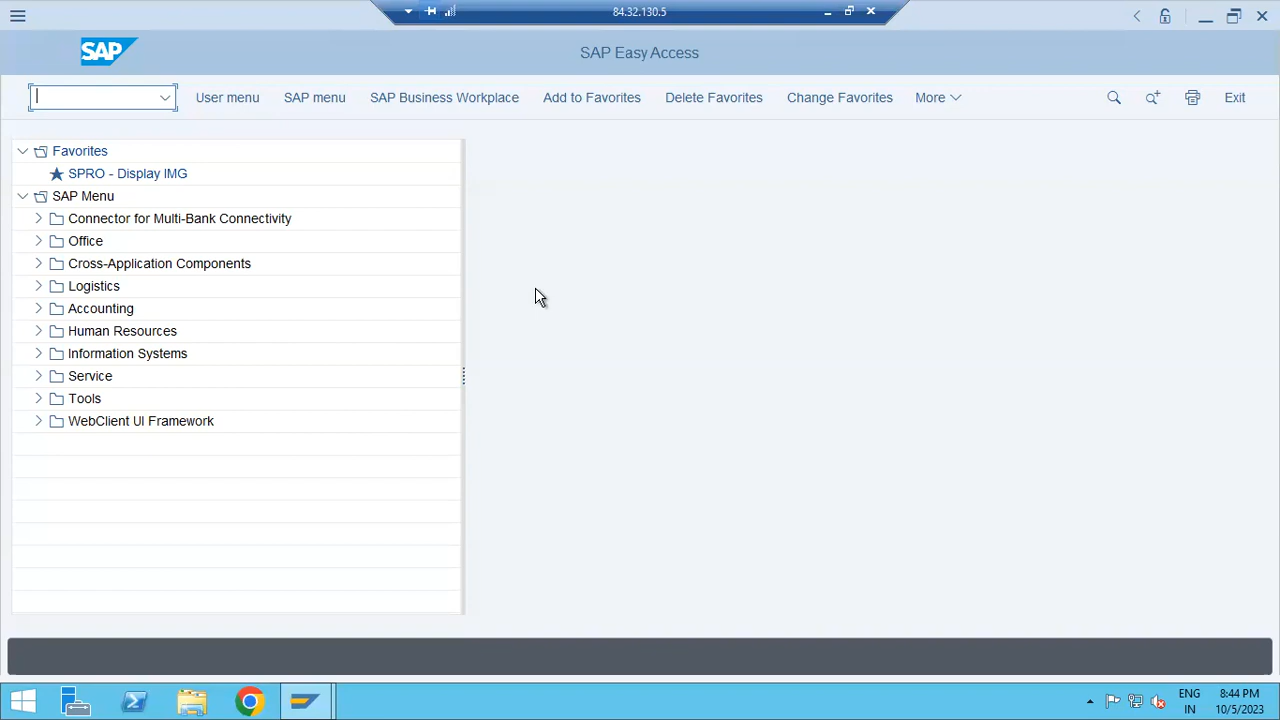 84.32.130.5
SAP
SAP Easy Access
User menu
SAP menu
SAP Business Workplace
Add to Favorites
Delete Favorites
Change Favorites
More
Exit
Favorites
SPRO - Display IMG
SAP Menu
Connector for Multi-Bank Connectivity
Office
Cross-Application Components
Logistics
Accounting
Human Resources
Information Systems
Service
Tools
WebClient UI Framework
ENG
IN
8:44 PM
10/5/2023